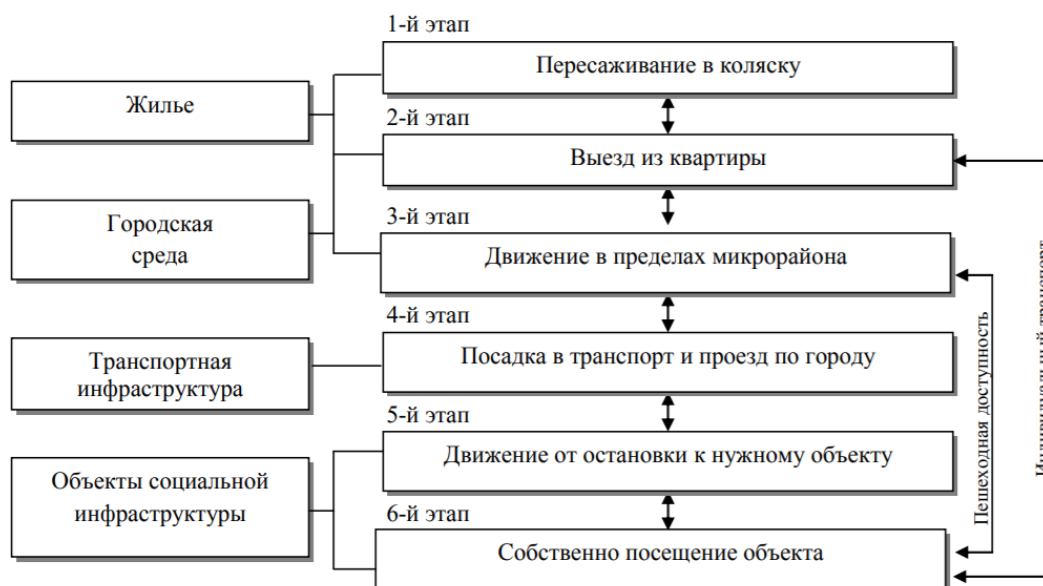 1-й этап
Пересаживание в коляску
Жилье
2-й этап
Выезд из квартиры
Городская
среда
3-й этап
Движение в пределах микрорайона
4-й этап
Транспортная
инфраструктура
Посадка в транспорт и проезд по городу
5-й этап
Движение от остановки к нужному объекту
Объекты социальной
инфраструктуры
6-й этап
Собственно посещение объекта
Пешеходная доступность
Индивидуальный транспорт